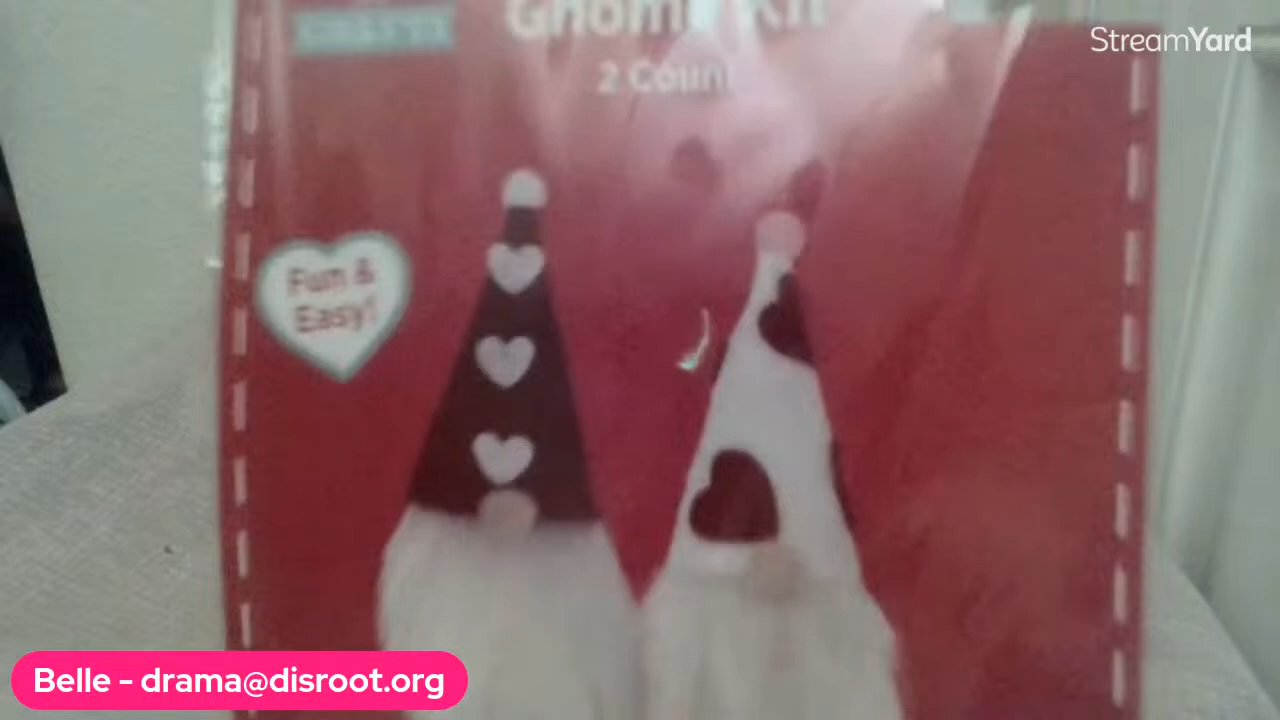 Gnome Kit
StreamYard
2 Count
Fun &
Easy!
Belle - drama@disroot.org